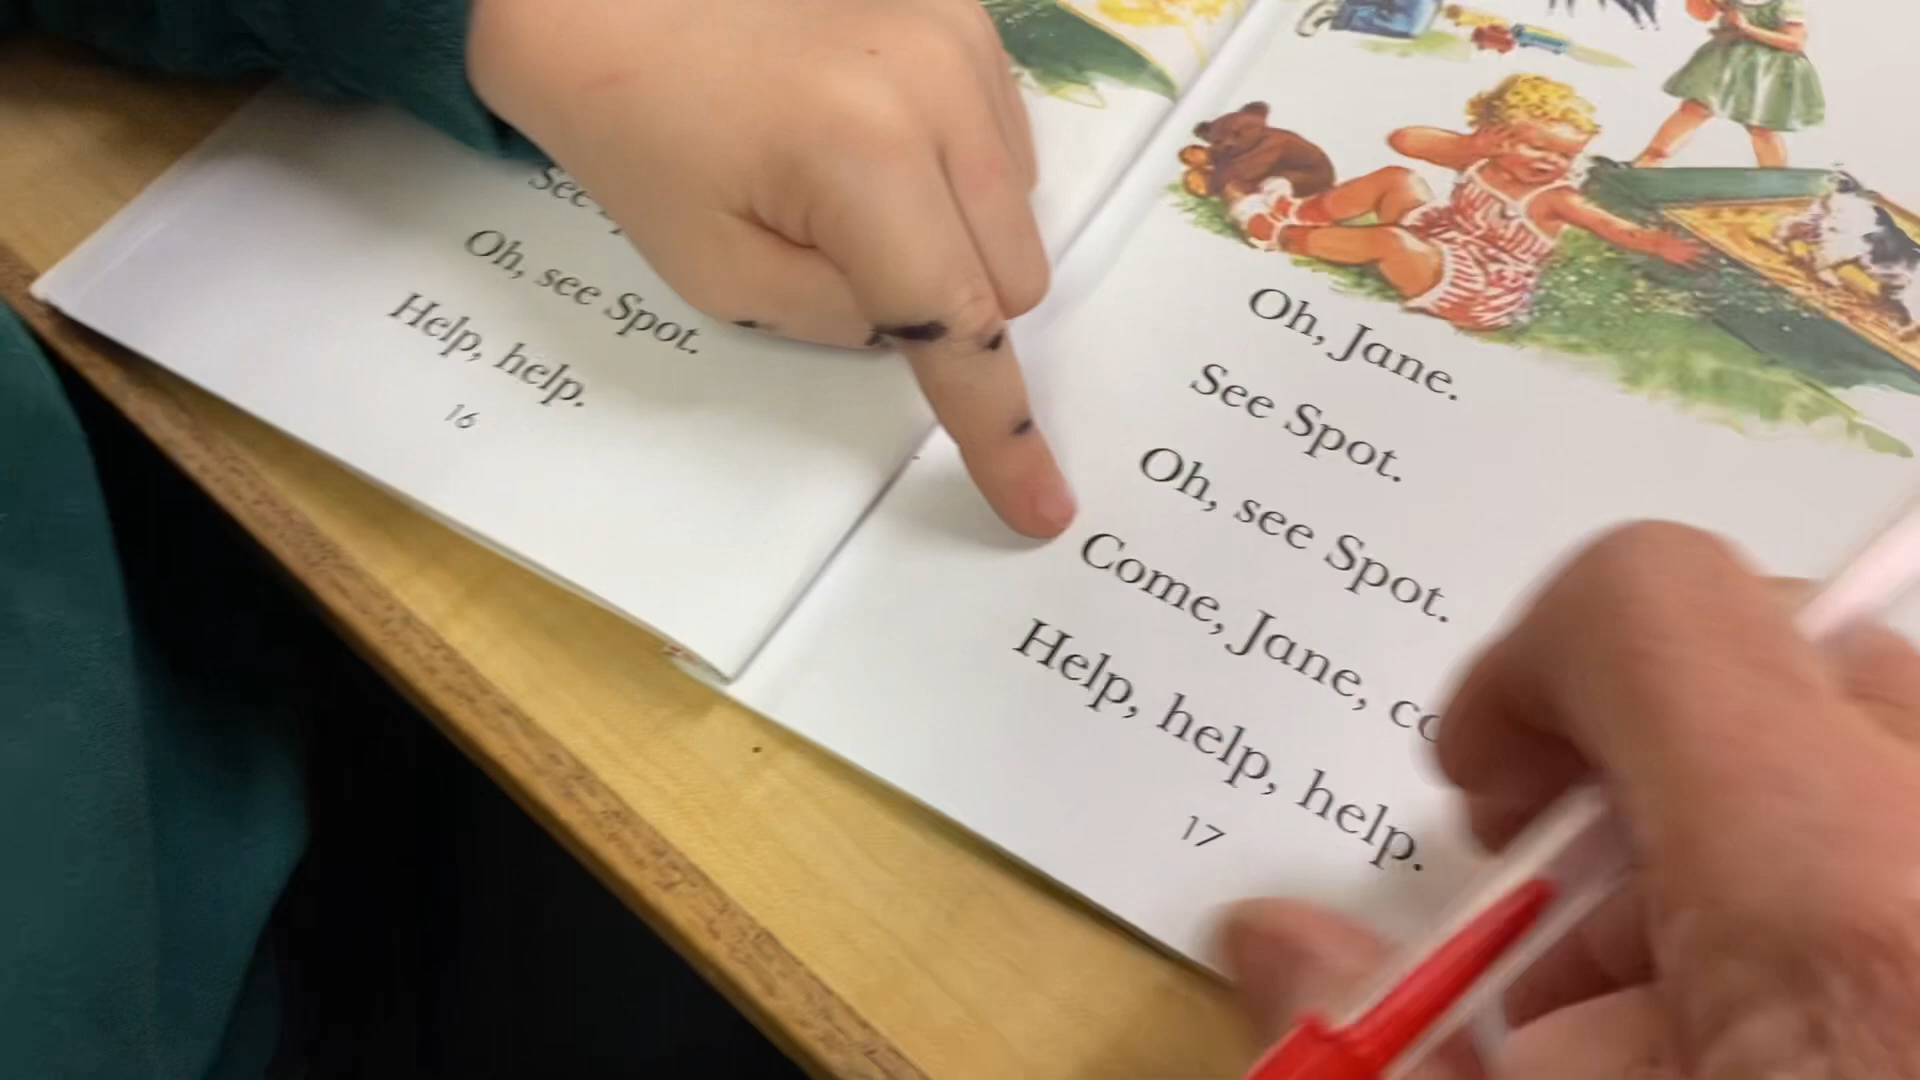 See
Oh, see Spot.
Help, help.
16
Oh, Jane.
See Spot.
Oh, see Spot.
Come, Jane,
Help, help, help.
17